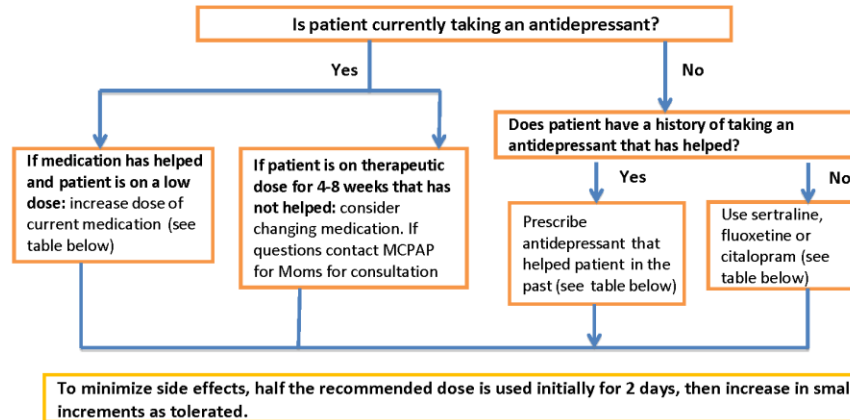 Is patient currently taking an antidepressant?
Yes
No
If medication has helped
and patient is on a low
dose: increase dose of
current medication (see
table below)
If patient is on therapeutic
dose for 4-8 weeks that has
not helped: consider
changing medication. If
questions contact MCPAP
for Moms for consultation
Does patient have a history of taking an
antidepressant that has helped?
Yes
No
Prescribe
antidepressant that
helped patient in the
past (see table below)
Use sertraline,
fluoxetine or
citalopram (see
table below)
To minimize side effects, half the recommended dose is used initially for 2 days, then increase in smal
increments as tolerated.